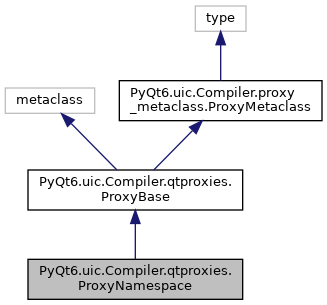 type
PyQt6.uic.Compiler.proxy
_metaclass.ProxyMetaclass
metaclass
PyQt6.uic.Compiler.qtproxies.
ProxyBase
PyQt6.uic.Compiler.qtproxies.
ProxyNamespace